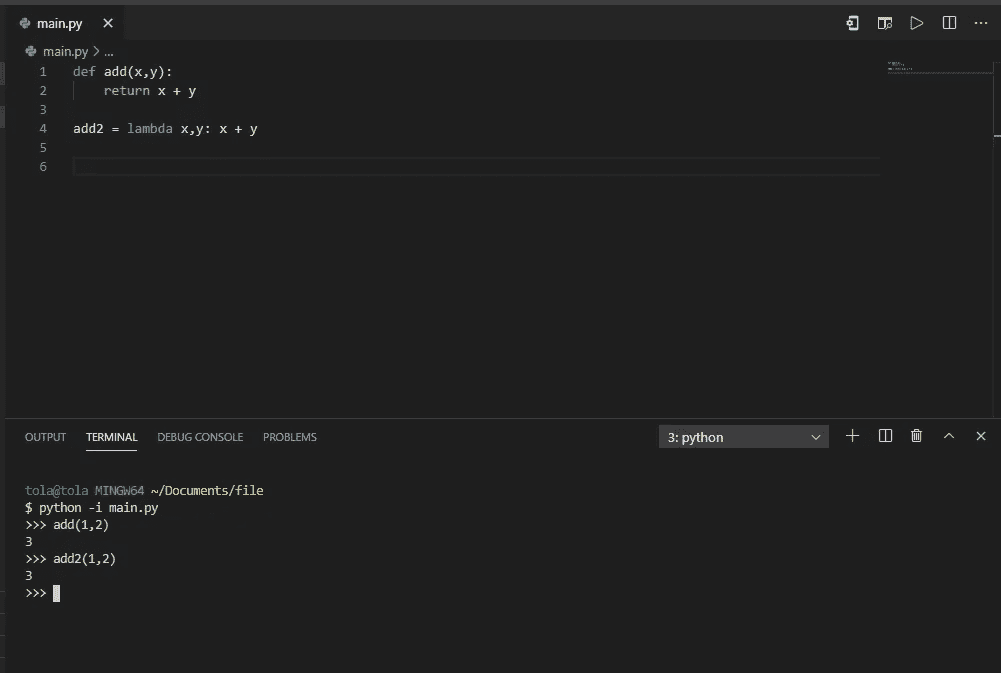 main.py
main.py > ...
1 def add(x,y):
2     return x + y
3
4 add2 = lambda x,y: x + y
5
6
OUTPUT TERMINAL DEBUG CONSOLE PROBLEMS 3: python
tola@tola MINGW64 ~/Documents/file
$ python -i main.py
>>> add(1,2)
3
>>> add2(1,2)
3
>>>